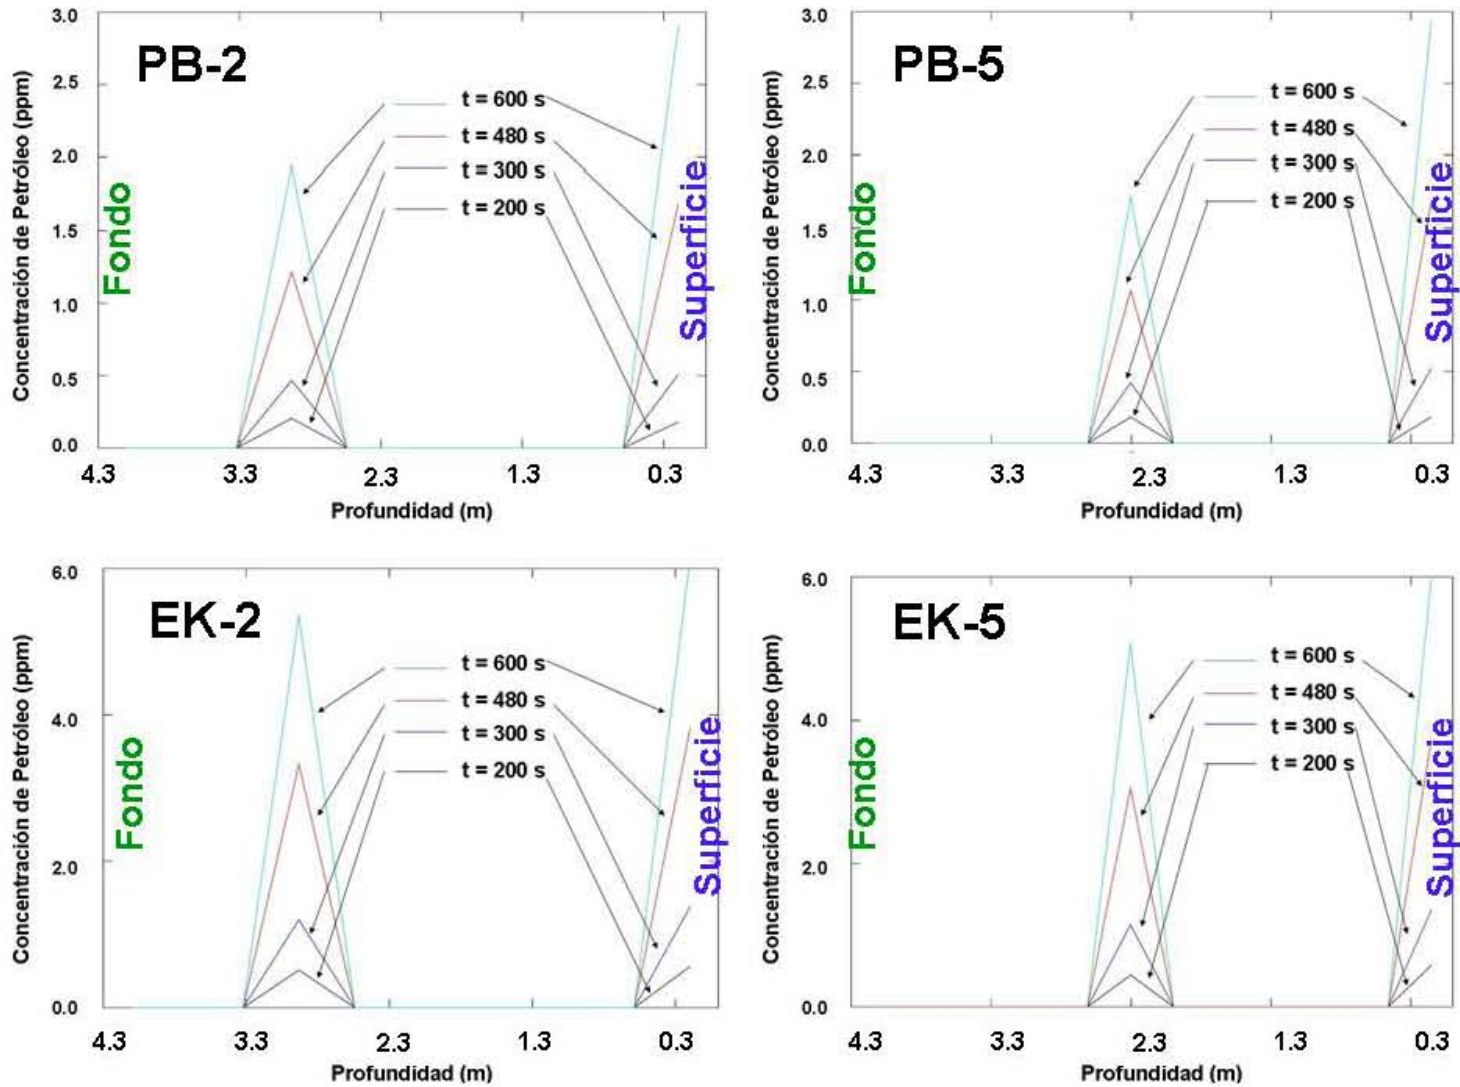 PB-2
Concentración de Petróleo (ppm)
3.0
2.5
2.0
1.5
1.0
0.5
0.0
t = 600 s
t = 480 s
t = 300 s
t = 200 s
Fondo
Superficie
4.3 3.3 2.3 1.3 0.3
Profundidad (m)
PB-5
Concentración de Petróleo (ppm)
3.0
2.5
2.0
1.5
1.0
0.5
0.0
t = 600 s
t = 480 s
t = 300 s
t = 200 s
Fondo
Superficie
4.3 3.3 2.3 1.3 0.3
Profundidad (m)
EK-2
Concentración de Petróleo (ppm)
6.0
4.0
2.0
0.0
t = 600 s
t = 480 s
t = 300 s
t = 200 s
Fondo
Superficie
4.3 3.3 2.3 1.3 0.3
Profundidad (m)
EK-5
Concentración de Petróleo (ppm)
6.0
4.0
2.0
0.0
t = 600 s
t = 480 s
t = 300 s
t = 200 s
Fondo
Superficie
4.3 3.3 2.3 1.3 0.3
Profundidad (m)